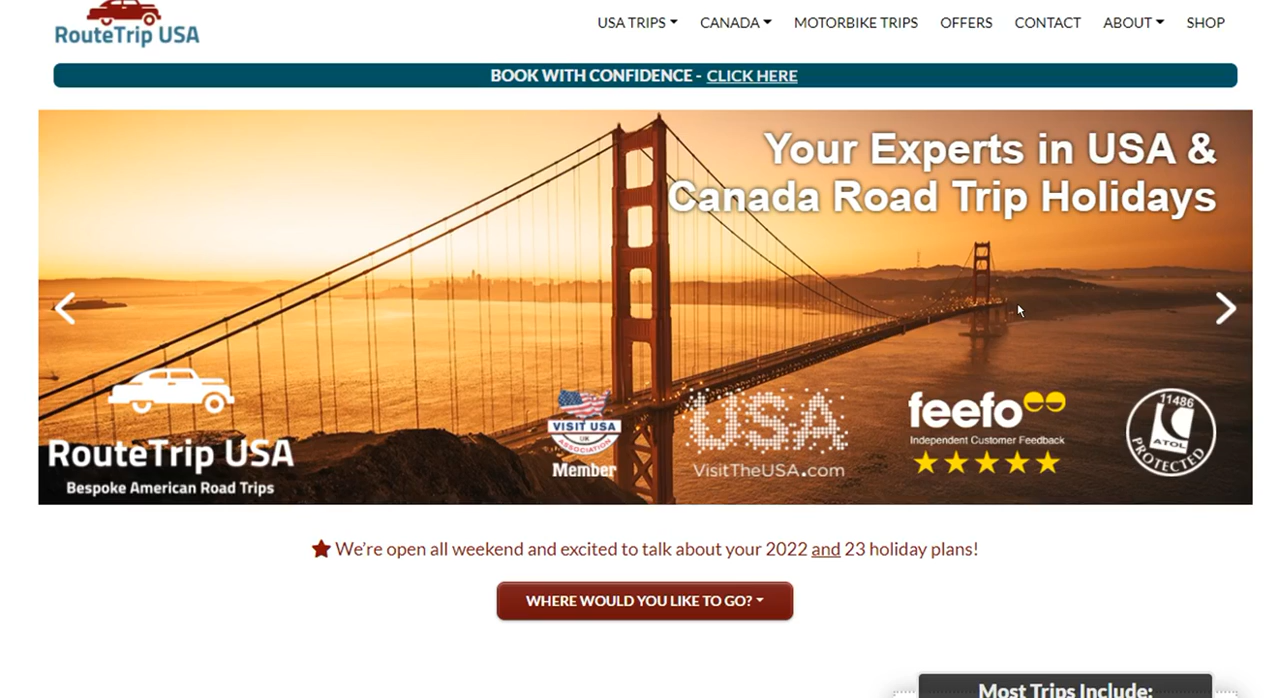 RouteTrip USA
USA TRIPS
CANADA
MOTORBIKE TRIPS
OFFERS
CONTACT
ABOUT
SHOP
BOOK WITH CONFIDENCE - CLICK HERE
Your Experts in USA &
Canada Road Trip Holidays
RouteTrip USA
Bespoke American Road Trips
VISIT USA
UK
ASSOCIATION
Member
USA
VisitTheUSA.com
feefo
Independent Customer Feedback
11486
ATOL
PROTECTED
We're open all weekend and excited to talk about your 2022 and 23 holiday plans!
WHERE WOULD YOU LIKE TO GO?
Most Trips Include: